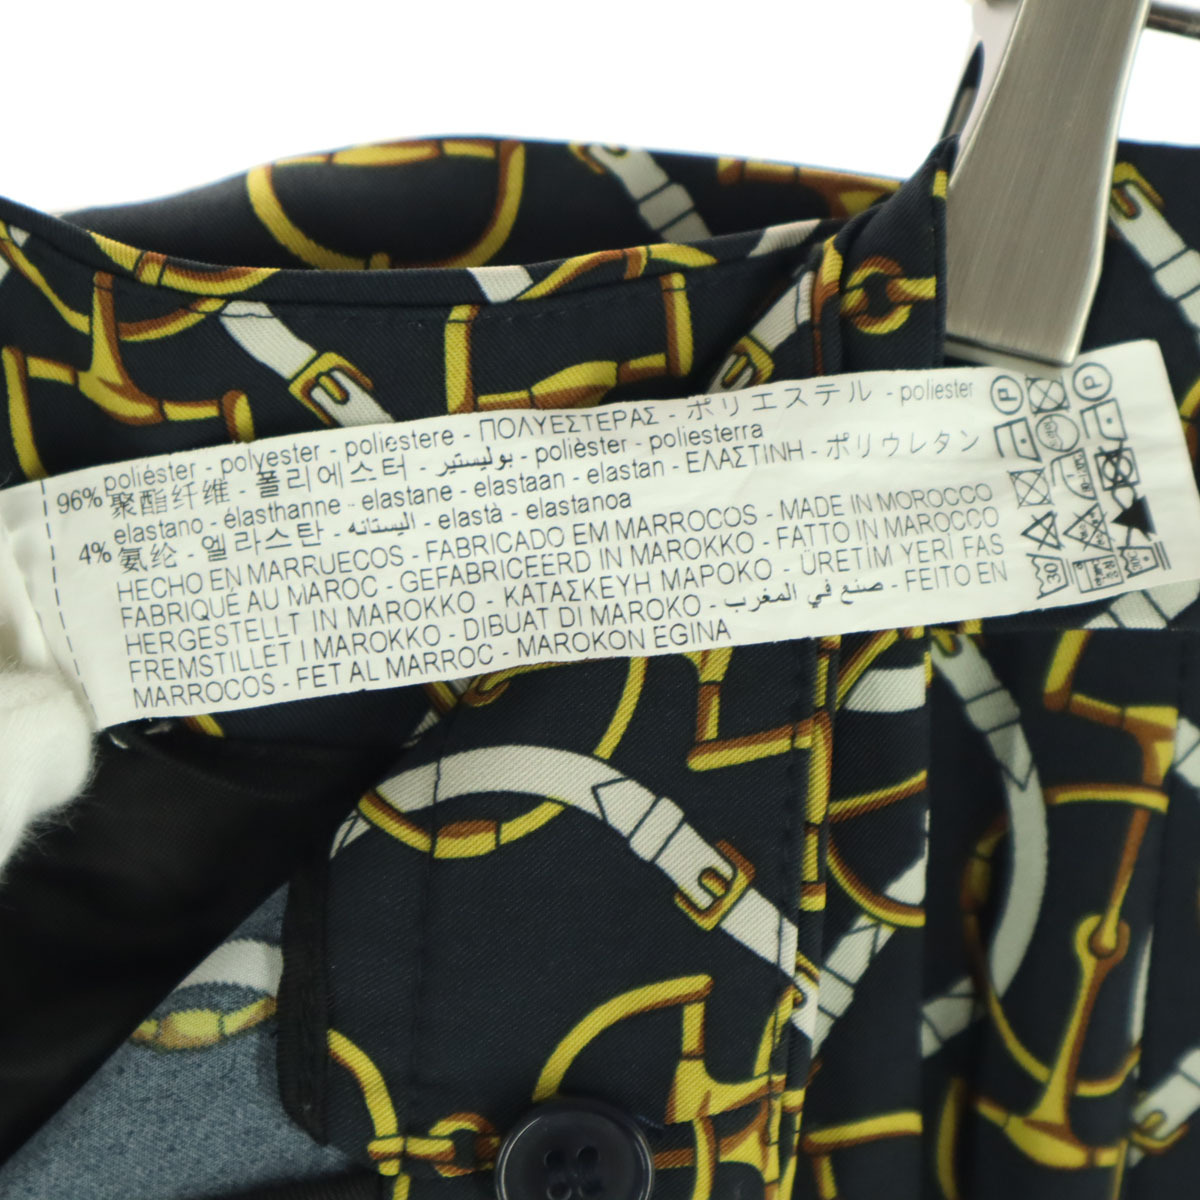 96% poliéster - polyester - poliestere - ΠΟΛΥΕΣΤΕΡΑΣ - ポリエステル - poliester
聚酯纤维 - 폴리에스터 - بوليستير - polièster - poliesterra
4% elastano - élasthanne - elastane - elastaan - elastan - ΕΛΑΣΤΙΝΗ - ポリウレタン
氨纶 - 엘라스탄 - اليستانه - elastà - elastanoa
HECHO EN MARRUECOS - FABRICADO EM MARROCOS - MADE IN MOROCCO
FABRIQUÉ AU MAROC - GEFABRICEERD IN MAROKKO - FATTO IN MAROCCO
HERGESTELLT IN MAROKKO - ΚΑΤΑΣΚΕΥΗ ΜΑΡΟΚΟ - ÜRETİM YERİ FAS
FREMSTILLET I MAROKKO - DIBUAT DI MAROKO - صنع في المغرب - FEITO EN
MARROCOS - FET AL MARROC - MAROKON EGINA
P
P
30